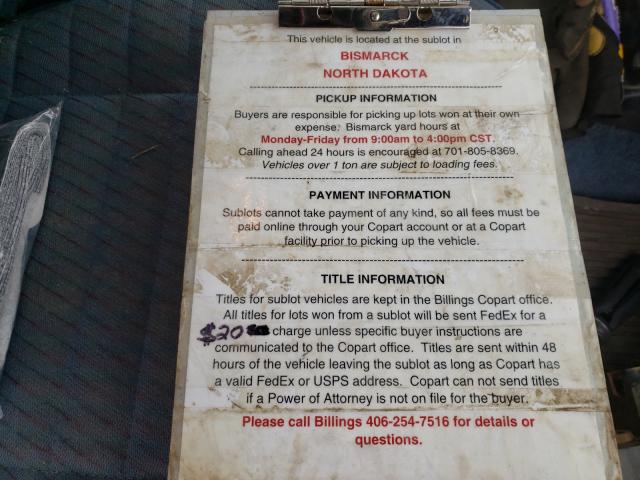 This vehicle is located at the sublot in
BISMARCK
NORTH DAKOTA
PICKUP INFORMATION
Buyers are responsible for picking up lots won at their own
expense. Bismarck yard hours at
Monday-Friday from 9:00am to 4:00pm CST.
Calling ahead 24 hours is encouraged at 701-805-8369.
Vehicles over 1 ton are subject to loading fees.
PAYMENT INFORMATION
Sublots cannot take payment of any kind, so all fees must be
paid online through your Copart account or at a Copart
facility prior to picking up the vehicle.
TITLE INFORMATION
Titles for sublot vehicles are kept in the Billings Copart office.
All titles for lots won from a sublot will be sent FedEx for a
$20 charge unless specific buyer instructions are
communicated to the Copart office. Titles are sent within 48
hours of the vehicle leaving the sublot as long as Copart has
a valid FedEx or USPS address. Copart can not send titles
if a Power of Attorney is not on file for the buyer.
Please call Billings 406-254-7516 for details or
questions.